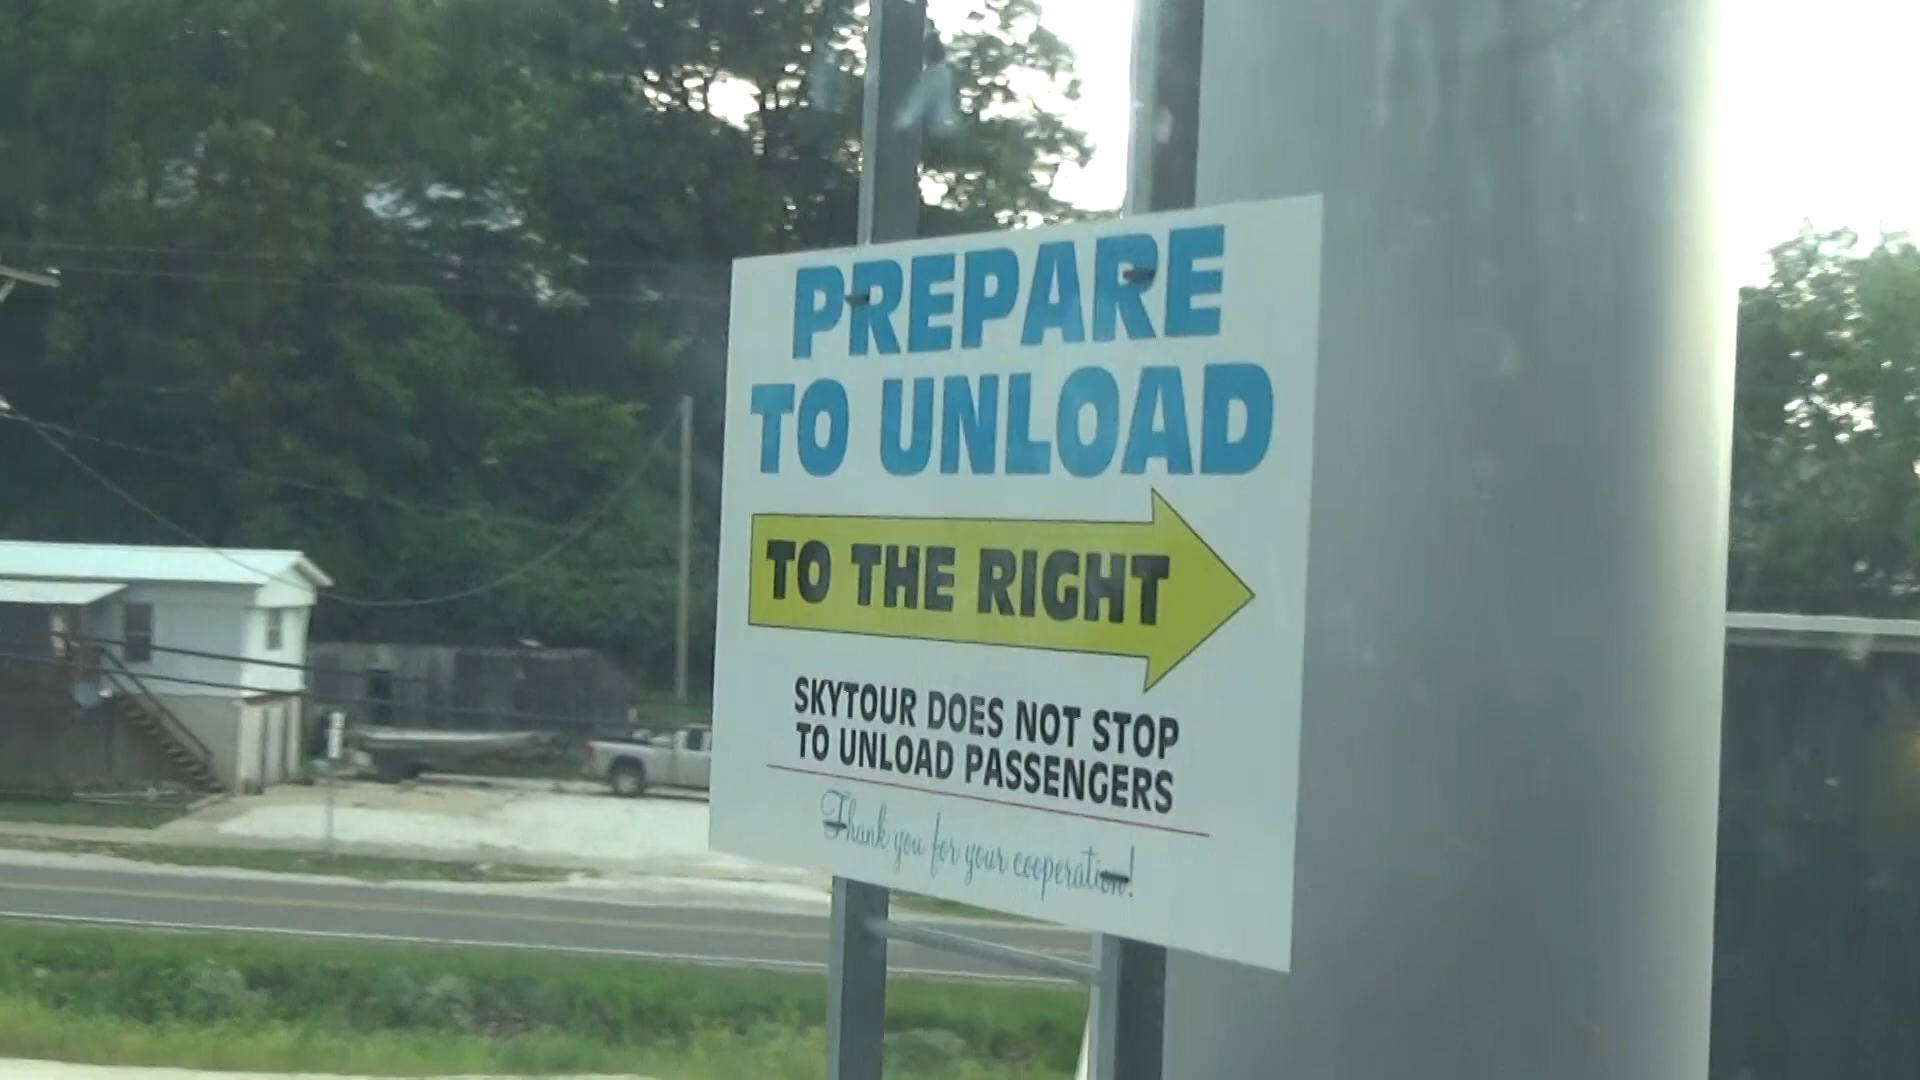 PREPARE
TO UNLOAD
TO THE RIGHT
SKYTOUR DOES NOT STOP
TO UNLOAD PASSENGERS
Thank you for your cooperation!